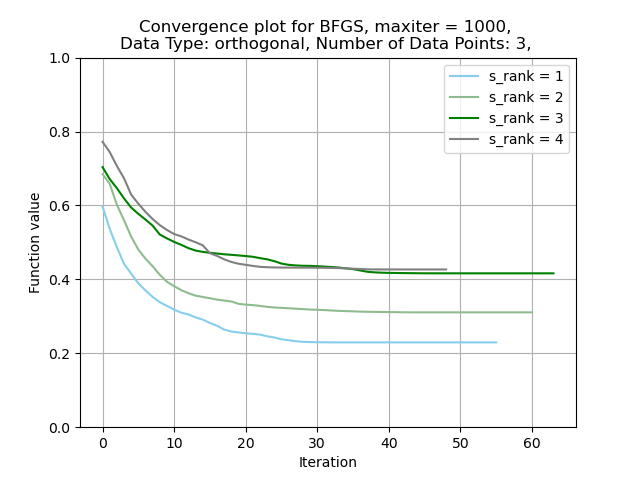 Convergence plot for BFGS, maxiter = 1000,
Data Type: orthogonal, Number of Data Points: 3,
1.0
0.8
0.6
0.4
0.2
0.0
Function value
s_rank = 1
s_rank = 2
s_rank = 3
s_rank = 4
0 10 20 30 40 50 60
Iteration